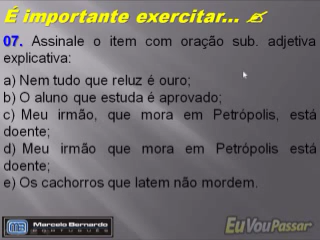 É importante exercitar...
07. Assinale o item com oração sub. adjetiva
explicativa:
a) Nem tudo que reluz é ouro;
b) O aluno que estuda é aprovado;
c) Meu irmão, que mora em Petrópolis, está
doente;
d) Meu irmão que mora em Petrópolis está
doente;
e) Os cachorros que latem não mordem.
Marcelo Bernardo
PORTUGUÊS
EuVouPassar